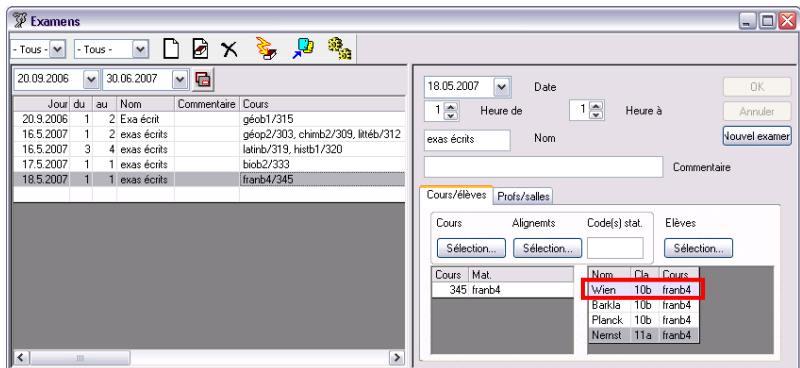 Examens
- Tous - - Tous -
20.09.2006 30.06.2007
Jour du au Nom Commentaire Cours
20.9.2006 1 2 Exa écrit géob1/315
16.5.2007 1 2 exas écrits géop2/303, chimb2/309, littéb/312
16.5.2007 3 4 exas écrits latinb/319, histb1/320
17.5.2007 1 1 exas écrits biob2/333
18.5.2007 1 1 exas écrits franb4/345
18.05.2007 Date OK
1 Heure de 1 Heure à Annuler
exas écrits Nom Nouvel examen
Commentaire
Cours/élèves Profs/salles
Cours Alignemts Code(s) stat. Elèves
Sélection... Sélection... Sélection...
Cours Mat.
345 franb4
Nom Cla Cours
Wien 10b franb4
Barkla 10b franb4
Planck 10b franb4
Nernst 11a franb4